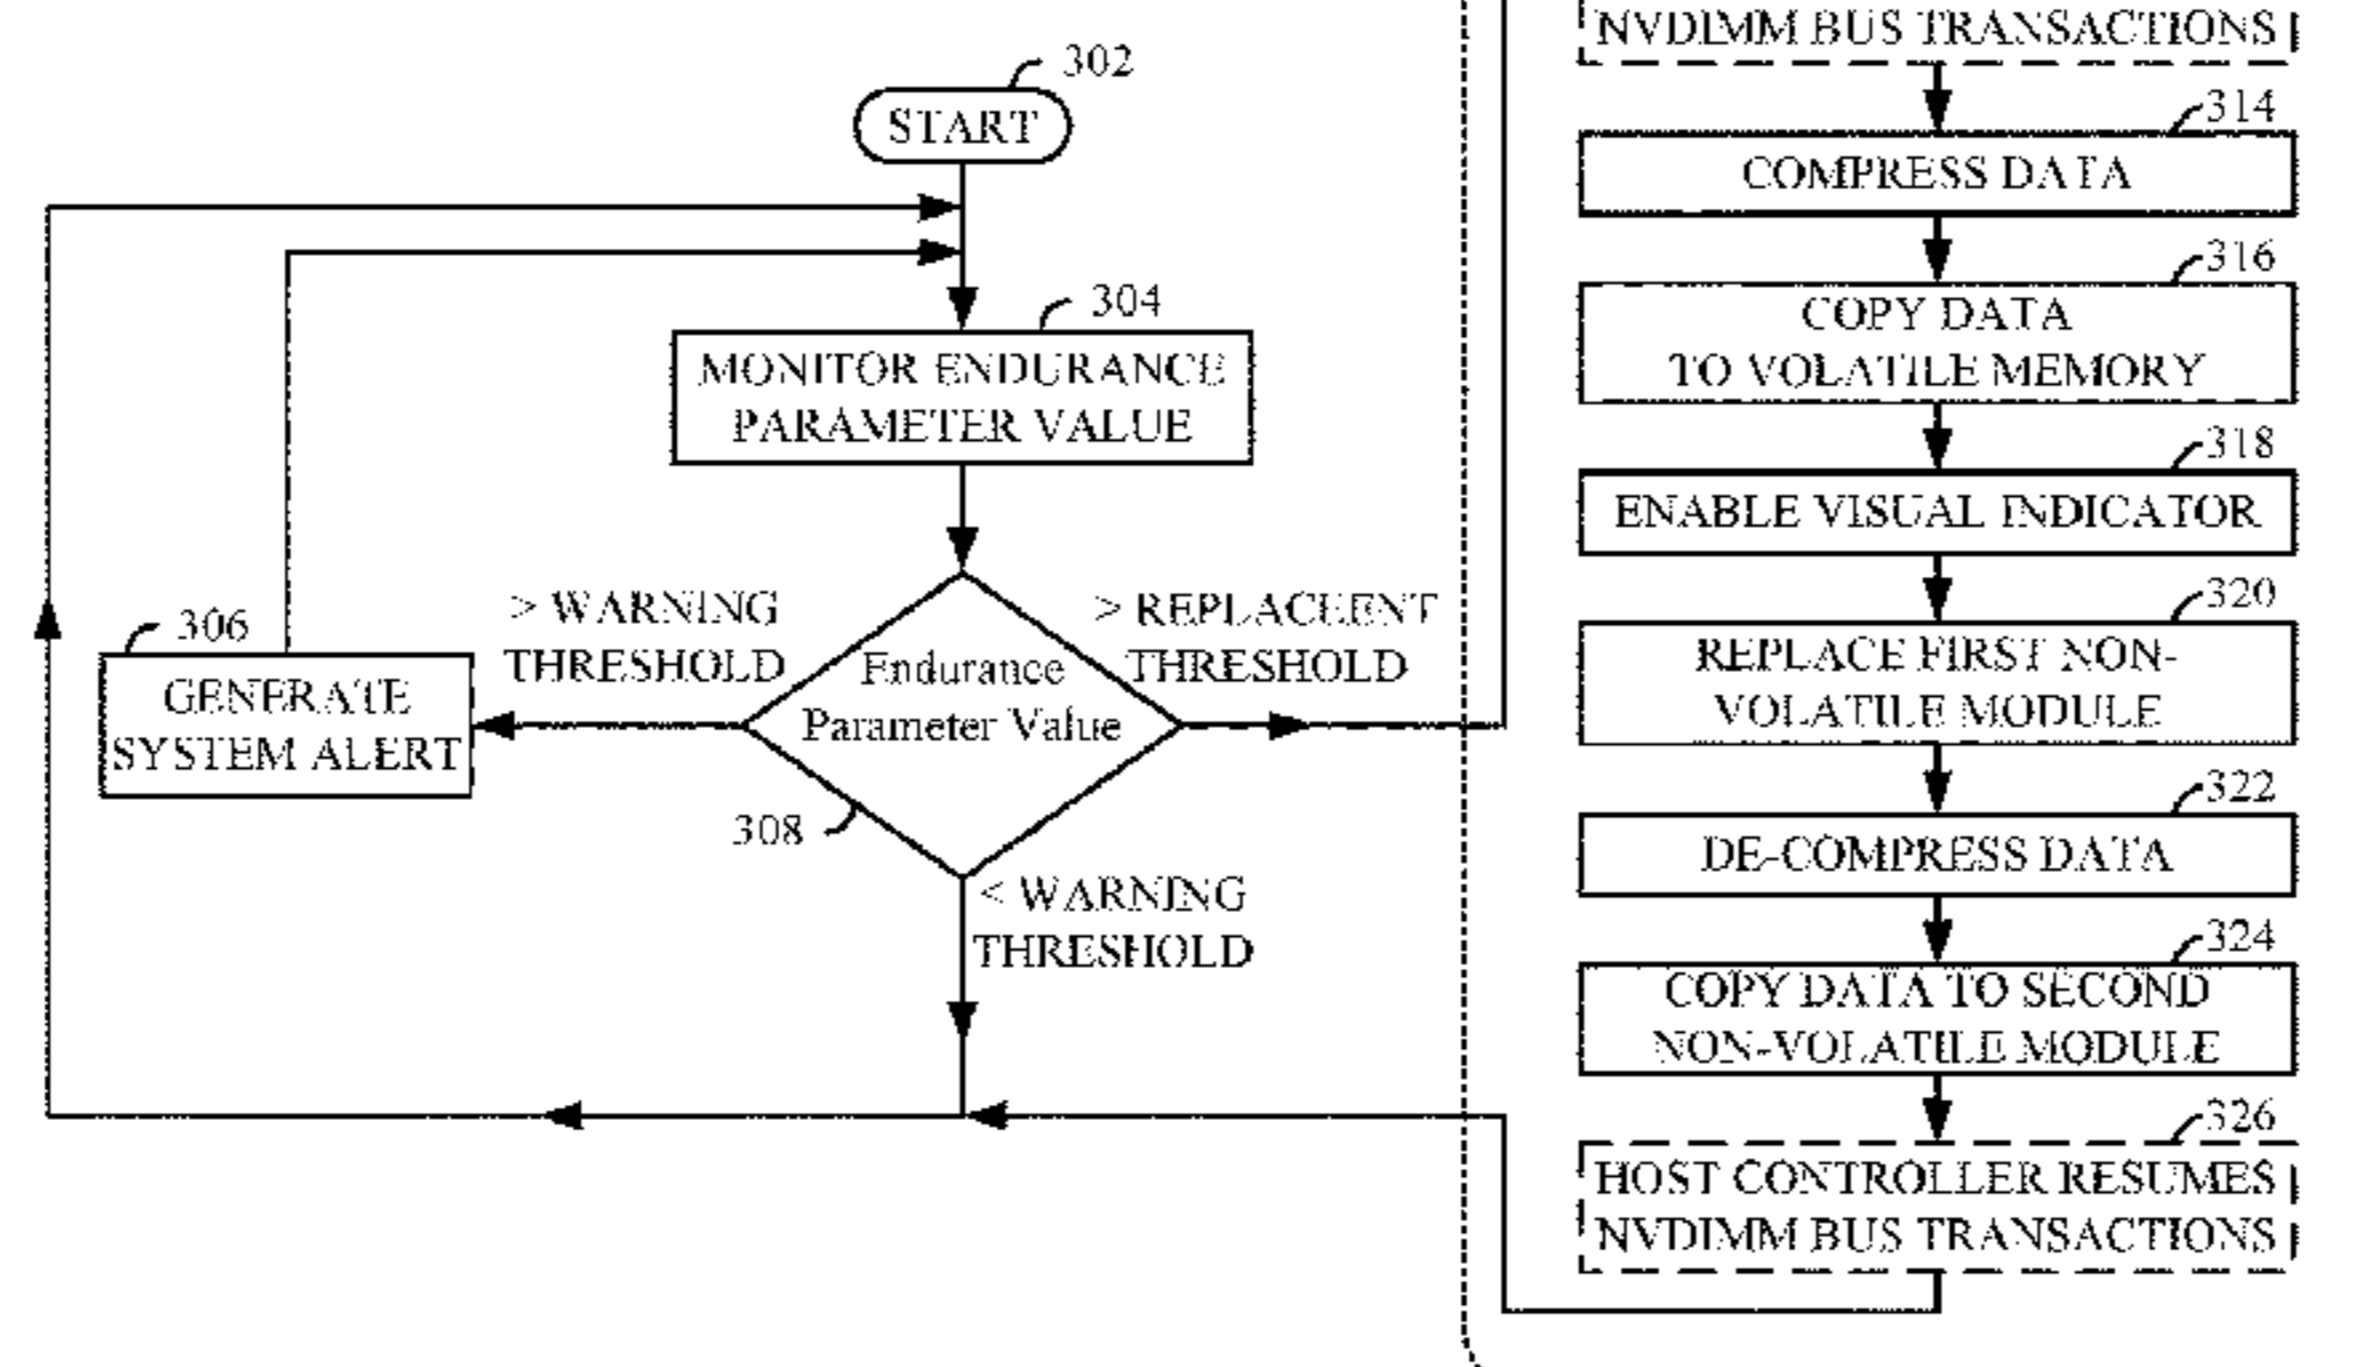 302
START
304
MONITOR ENDURANCE
PARAMETER VALUE
306
GENERATE
SYSTEM ALERT
> WARNING
THRESHOLD
Endurance
Parameter Value
308
> REPLACEENT
THRESHOLD
< WARNING
THRESHOLD
NVDIMM BUS TRANSACTIONS
314
COMPRESS DATA
316
COPY DATA
TO VOLATILE MEMORY
318
ENABLE VISUAL INDICATOR
320
REPLACE FIRST NON-
VOLATILE MODULE
322
DE-COMPRESS DATA
324
COPY DATA TO SECOND
NON-VOLATILE MODULE
326
HOST CONTROLLER RESUMES
NVDIMM BUS TRANSACTIONS